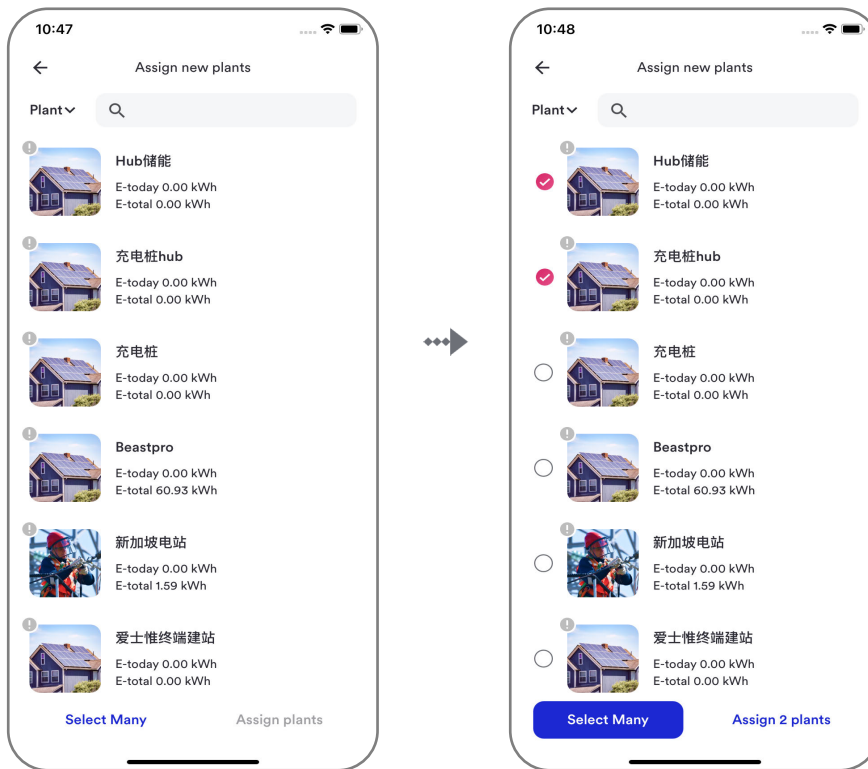 10:47
Assign new plants
Plant
Hub储能
E-today 0.00 kWh
E-total 0.00 kWh
充电桩hub
E-today 0.00 kWh
E-total 0.00 kWh
充电桩
E-today 0.00 kWh
E-total 0.00 kWh
Beastpro
E-today 0.00 kWh
E-total 60.93 kWh
新加坡电站
E-today 0.00 kWh
E-total 1.59 kWh
爱士惟终端建站
E-today 0.00 kWh
E-total 0.00 kWh
Select Many
Assign plants
10:48
Assign new plants
Plant
Hub储能
E-today 0.00 kWh
E-total 0.00 kWh
充电桩hub
E-today 0.00 kWh
E-total 0.00 kWh
充电桩
E-today 0.00 kWh
E-total 0.00 kWh
Beastpro
E-today 0.00 kWh
E-total 60.93 kWh
新加坡电站
E-today 0.00 kWh
E-total 1.59 kWh
爱士惟终端建站
E-today 0.00 kWh
E-total 0.00 kWh
Select Many
Assign 2 plants